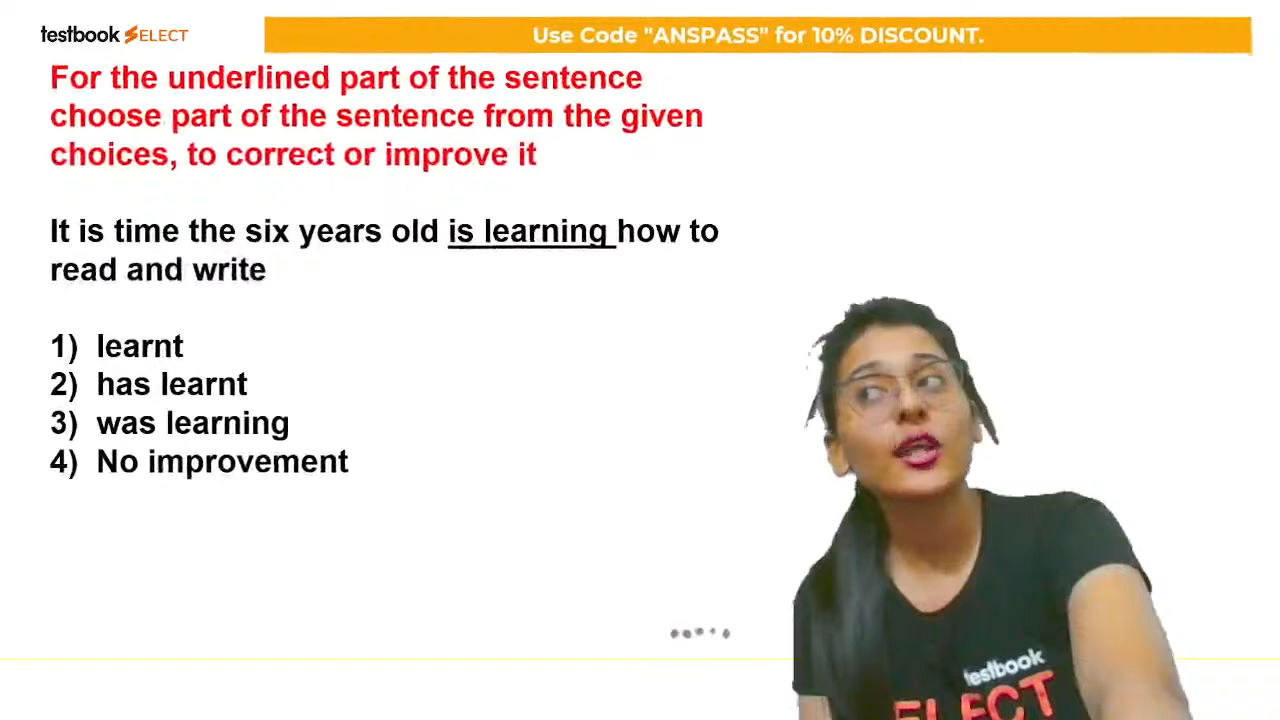 testbook SELECT
Use Code "ANSPASS" for 10% DISCOUNT.
For the underlined part of the sentence
choose part of the sentence from the given
choices, to correct or improve it
It is time the six years old is learning how to
read and write
1) learnt
2) has learnt
3) was learning
4) No improvement
testbook
SELECT